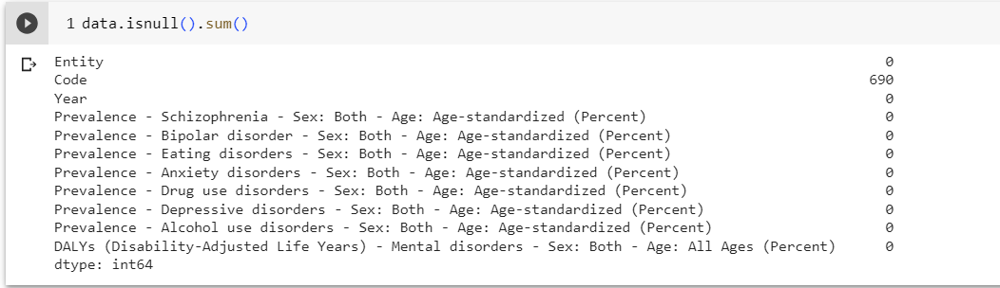 1 data.isnull().sum()
Entity 0
Code 690
Year 0
Prevalence - Schizophrenia - Sex: Both - Age: Age-standardized (Percent) 0
Prevalence - Bipolar disorder - Sex: Both - Age: Age-standardized (Percent) 0
Prevalence - Eating disorders - Sex: Both - Age: Age-standardized (Percent) 0
Prevalence - Anxiety disorders - Sex: Both - Age: Age-standardized (Percent) 0
Prevalence - Drug use disorders - Sex: Both - Age: Age-standardized (Percent) 0
Prevalence - Depressive disorders - Sex: Both - Age: Age-standardized (Percent) 0
Prevalence - Alcohol use disorders - Sex: Both - Age: Age-standardized (Percent) 0
DALYs (Disability-Adjusted Life Years) - Mental disorders - Sex: Both - Age: All Ages (Percent) 0
dtype: int64